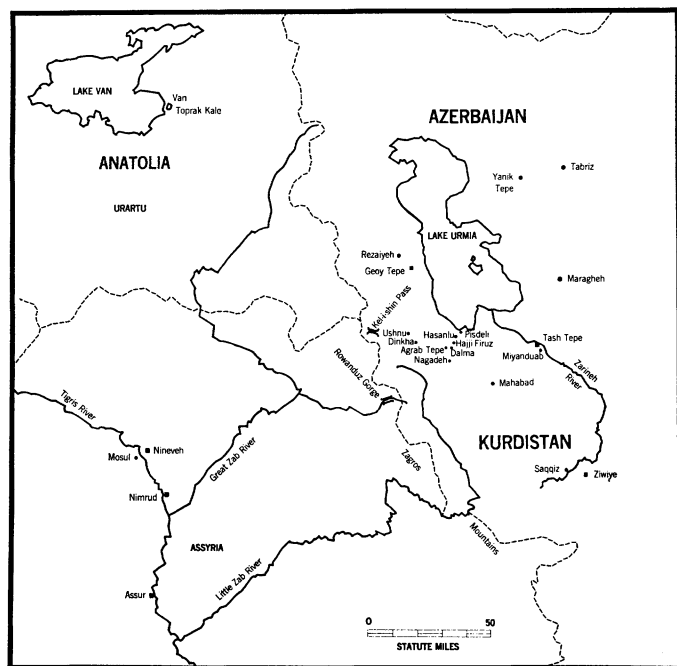 LAKE VAN
Van
Toprak Kale
ANATOLIA
URARTU
AZERBAIJAN
Tabriz
Yanik
Tepe
LAKE URMIA
Rezaiyeh
Geoy Tepe
Maragheh
Kel-i-shin Pass
Ushnu
Dinkha
Hasanlu
Pisdeli
Hajji Firuz
Agrab Tepe
Dalma
Nagadeh
Tash Tepe
Miyanduab
Zarineh
River
Mahabad
Rowanduz Gorge
KURDISTAN
Saqqiz
Ziwiye
Tigris River
Nineveh
Mosul
Great Zab River
Nimrud
Zagros
Mountains
ASSYRIA
Little Zab River
Assur
0
50
STATUTE MILES